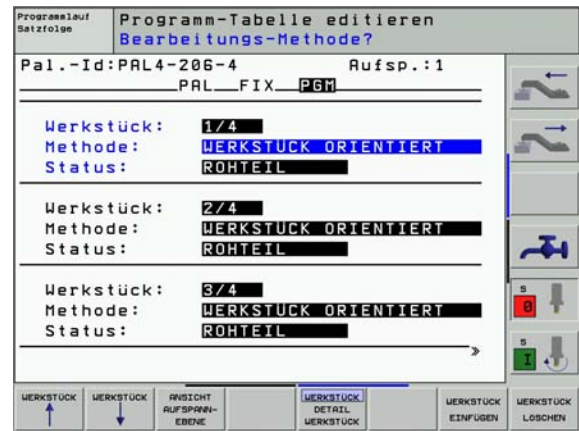 Programmlauf
Satzfolge
Programm-Tabelle editieren
Bearbeitungs-Methode?
Pal.-Id:PAL4-206-4 Aufsp.:1
PAL FIX PGM
Werkstück: 1/4
Methode: WERKSTÜCK ORIENTIERT
Status: ROHTEIL
Werkstück: 2/4
Methode: WERKSTÜCK ORIENTIERT
Status: ROHTEIL
Werkstück: 3/4
Methode: WERKSTÜCK ORIENTIERT
Status: ROHTEIL
»
S
0
S
I
WERKSTÜCK
WERKSTÜCK
ANSICHT
AUFSPANN-
EBENE
WERKSTÜCK
DETAIL
WERKSTÜCK
WERKSTÜCK
EINFÜGEN
WERKSTÜCK
LÖSCHEN